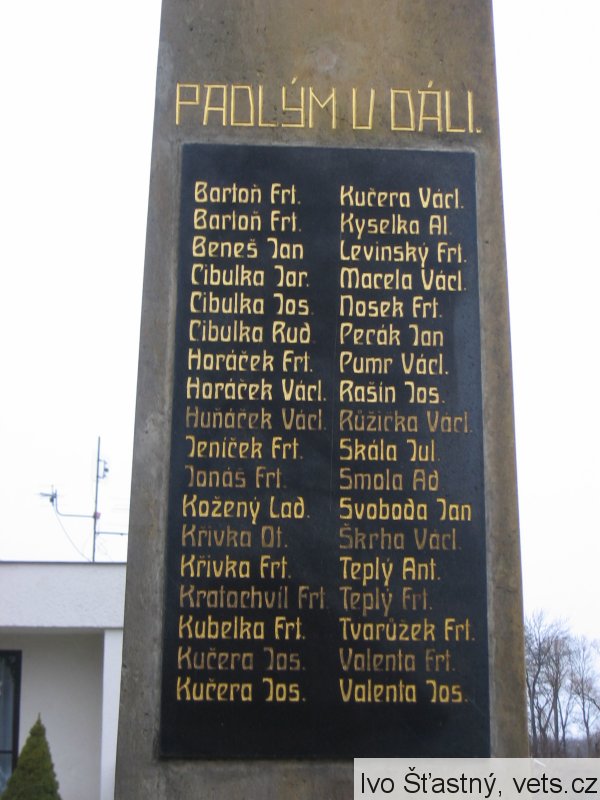 PADLÝM U DÁLI.
Bartoň Frt.
Bartoň Frt.
Beneš Jan
Cibulka Jar.
Cibulka Jos.
Cibulka Rud.
Horáček Frt.
Horáček Václ.
Huňáček Václ.
Jeníček Frt.
Jonáš Frt.
Kožený Lad.
Křivka Ot.
Křivka Frt.
Kratochvíl Frt.
Kubelka Frt.
Kučera Jos.
Kučera Jos.
Kučera Václ.
Kyselka Al.
Levinský Frt.
Macela Václ.
Nosek Frt.
Pecák Jan
Pumr Václ.
Rašín Jos.
Růžička Václ.
Skála Jul.
Smola Ad.
Svoboda Jan
Škrha Václ.
Teplý Ant.
Teplý Frt.
Tvarůžek Frt.
Valenta Frt.
Valenta Jos.
Ivo Šťastný, vets.cz